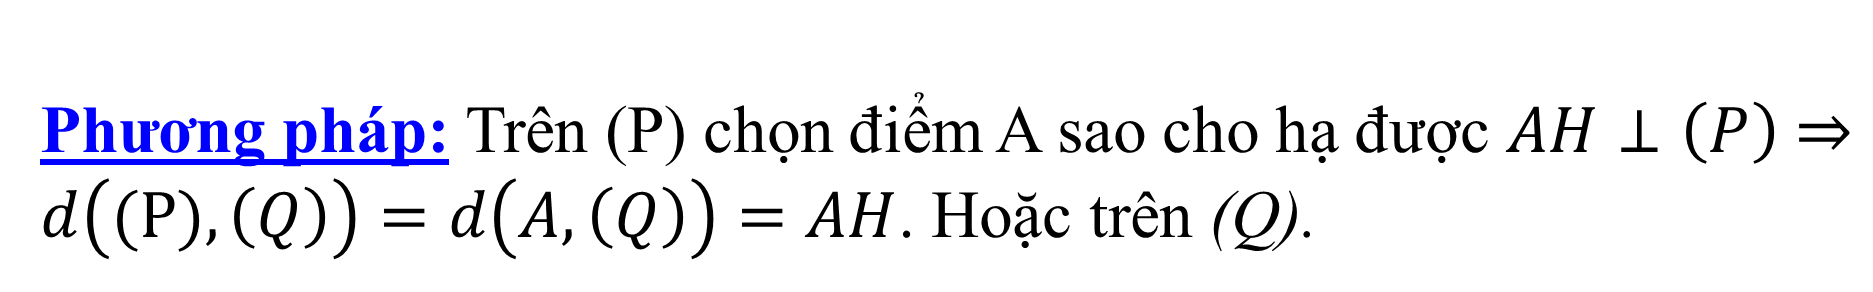 Phương pháp: Trên (P) chọn điểm A sao cho hạ được AH ⊥ (P) ⇒
d((P), (Q)) = d(A, (Q)) = AH. Hoặc trên (Q).